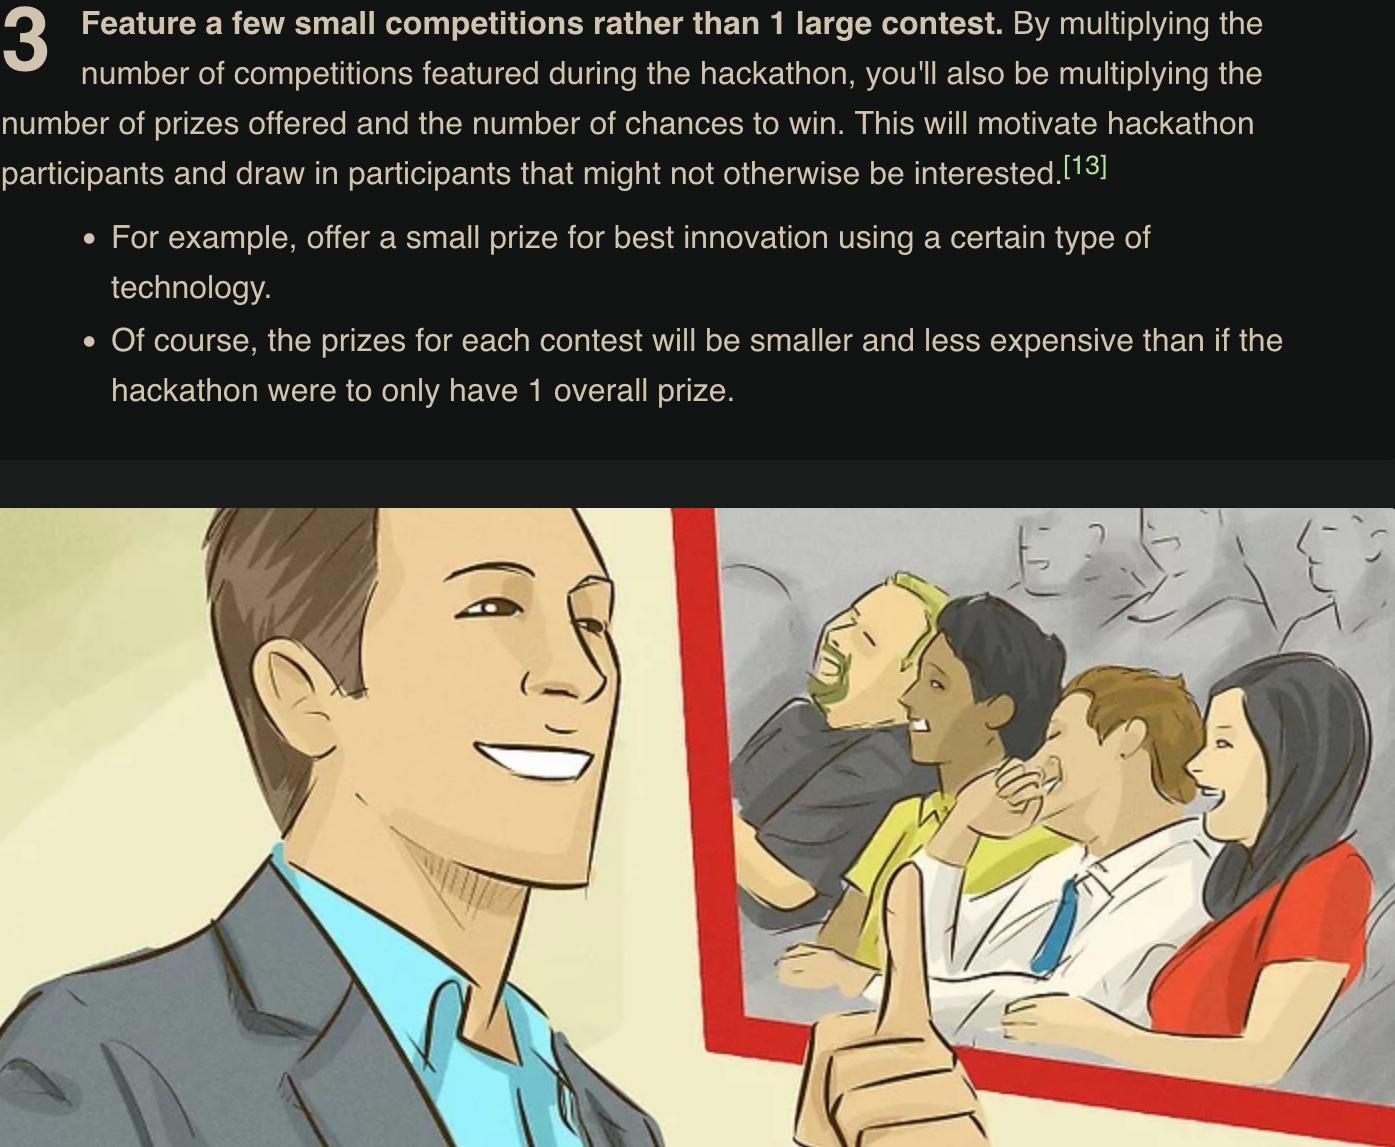 3 Feature a few small competitions rather than 1 large contest. By multiplying the
number of competitions featured during the hackathon, you'll also be multiplying the
number of prizes offered and the number of chances to win. This will motivate hackathon
participants and draw in participants that might not otherwise be interested.[13]
• For example, offer a small prize for best innovation using a certain type of
technology.
• Of course, the prizes for each contest will be smaller and less expensive than if the
hackathon were to only have 1 overall prize.